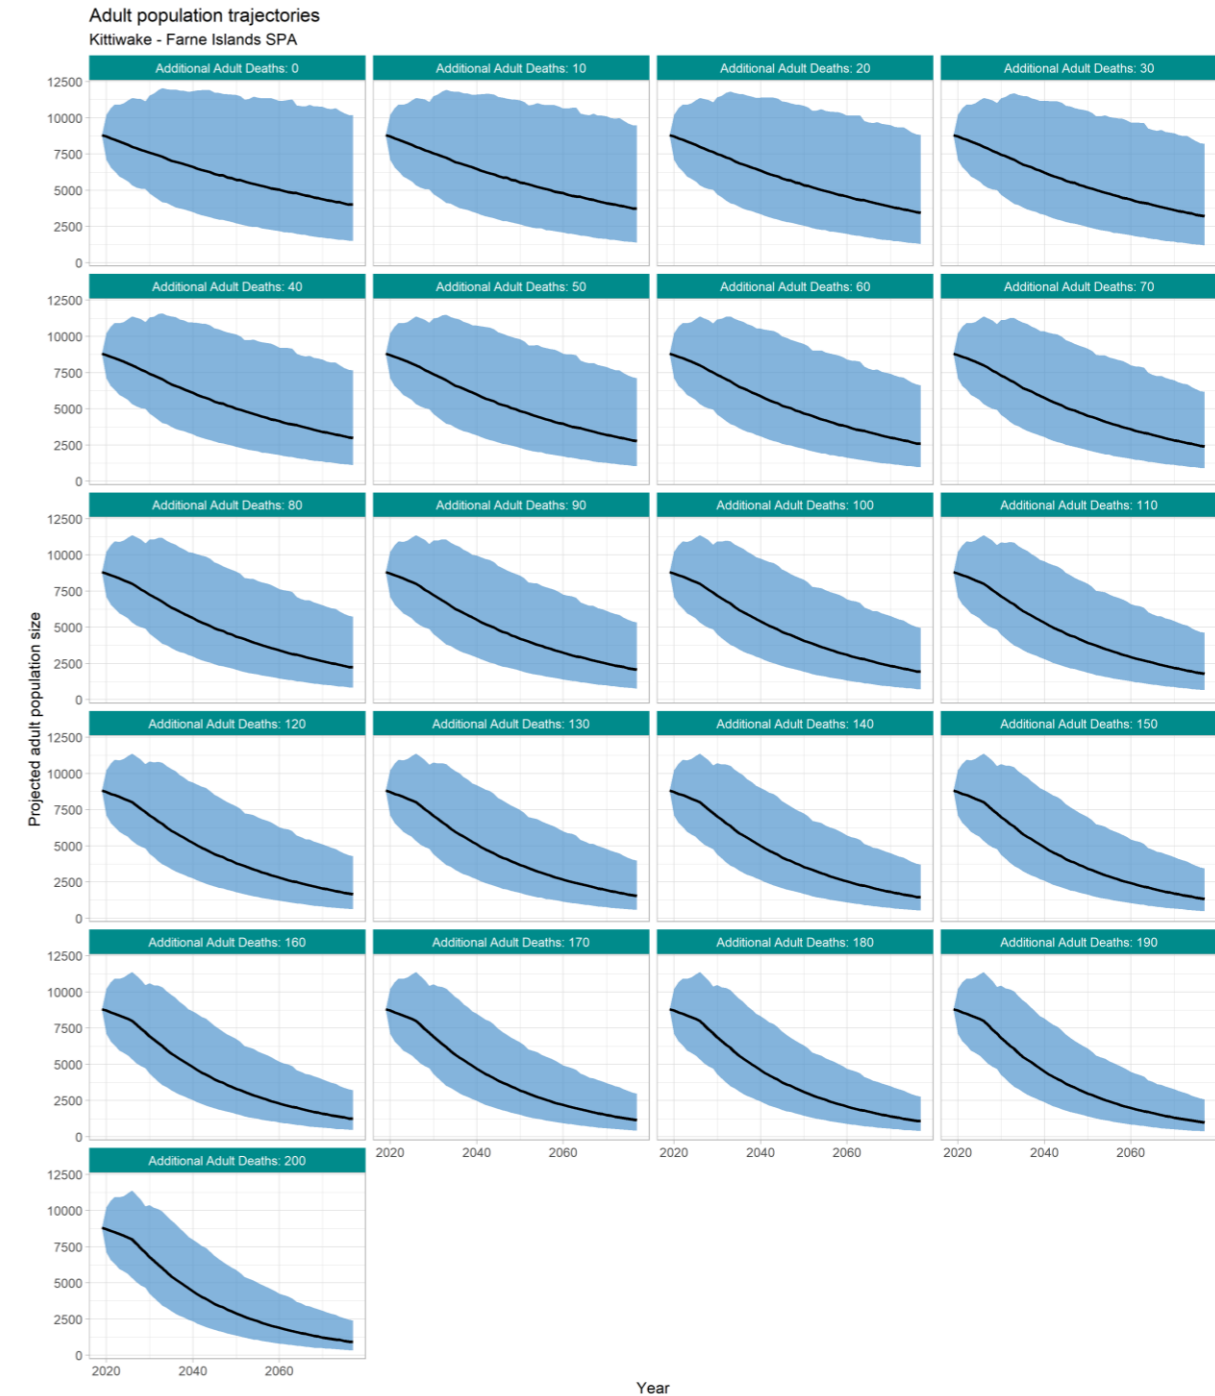 Adult population trajectories
Kittiwake - Farne Islands SPA
Additional Adult Deaths: 0
Additional Adult Deaths: 10
Additional Adult Deaths: 20
Additional Adult Deaths: 30
12500
10000
7500
5000
2500
0
Additional Adult Deaths: 40
Additional Adult Deaths: 50
Additional Adult Deaths: 60
Additional Adult Deaths: 70
12500
10000
7500
5000
2500
0
Additional Adult Deaths: 80
Additional Adult Deaths: 90
Additional Adult Deaths: 100
Additional Adult Deaths: 110
12500
10000
7500
5000
2500
0
Projected adult population size
Additional Adult Deaths: 120
Additional Adult Deaths: 130
Additional Adult Deaths: 140
Additional Adult Deaths: 150
12500
10000
7500
5000
2500
0
Additional Adult Deaths: 160
Additional Adult Deaths: 170
Additional Adult Deaths: 180
Additional Adult Deaths: 190
12500
10000
7500
5000
2500
0
2020 2040 2060
2020 2040 2060
2020 2040 2060
Additional Adult Deaths: 200
12500
10000
7500
5000
2500
0
2020 2040 2060
Year